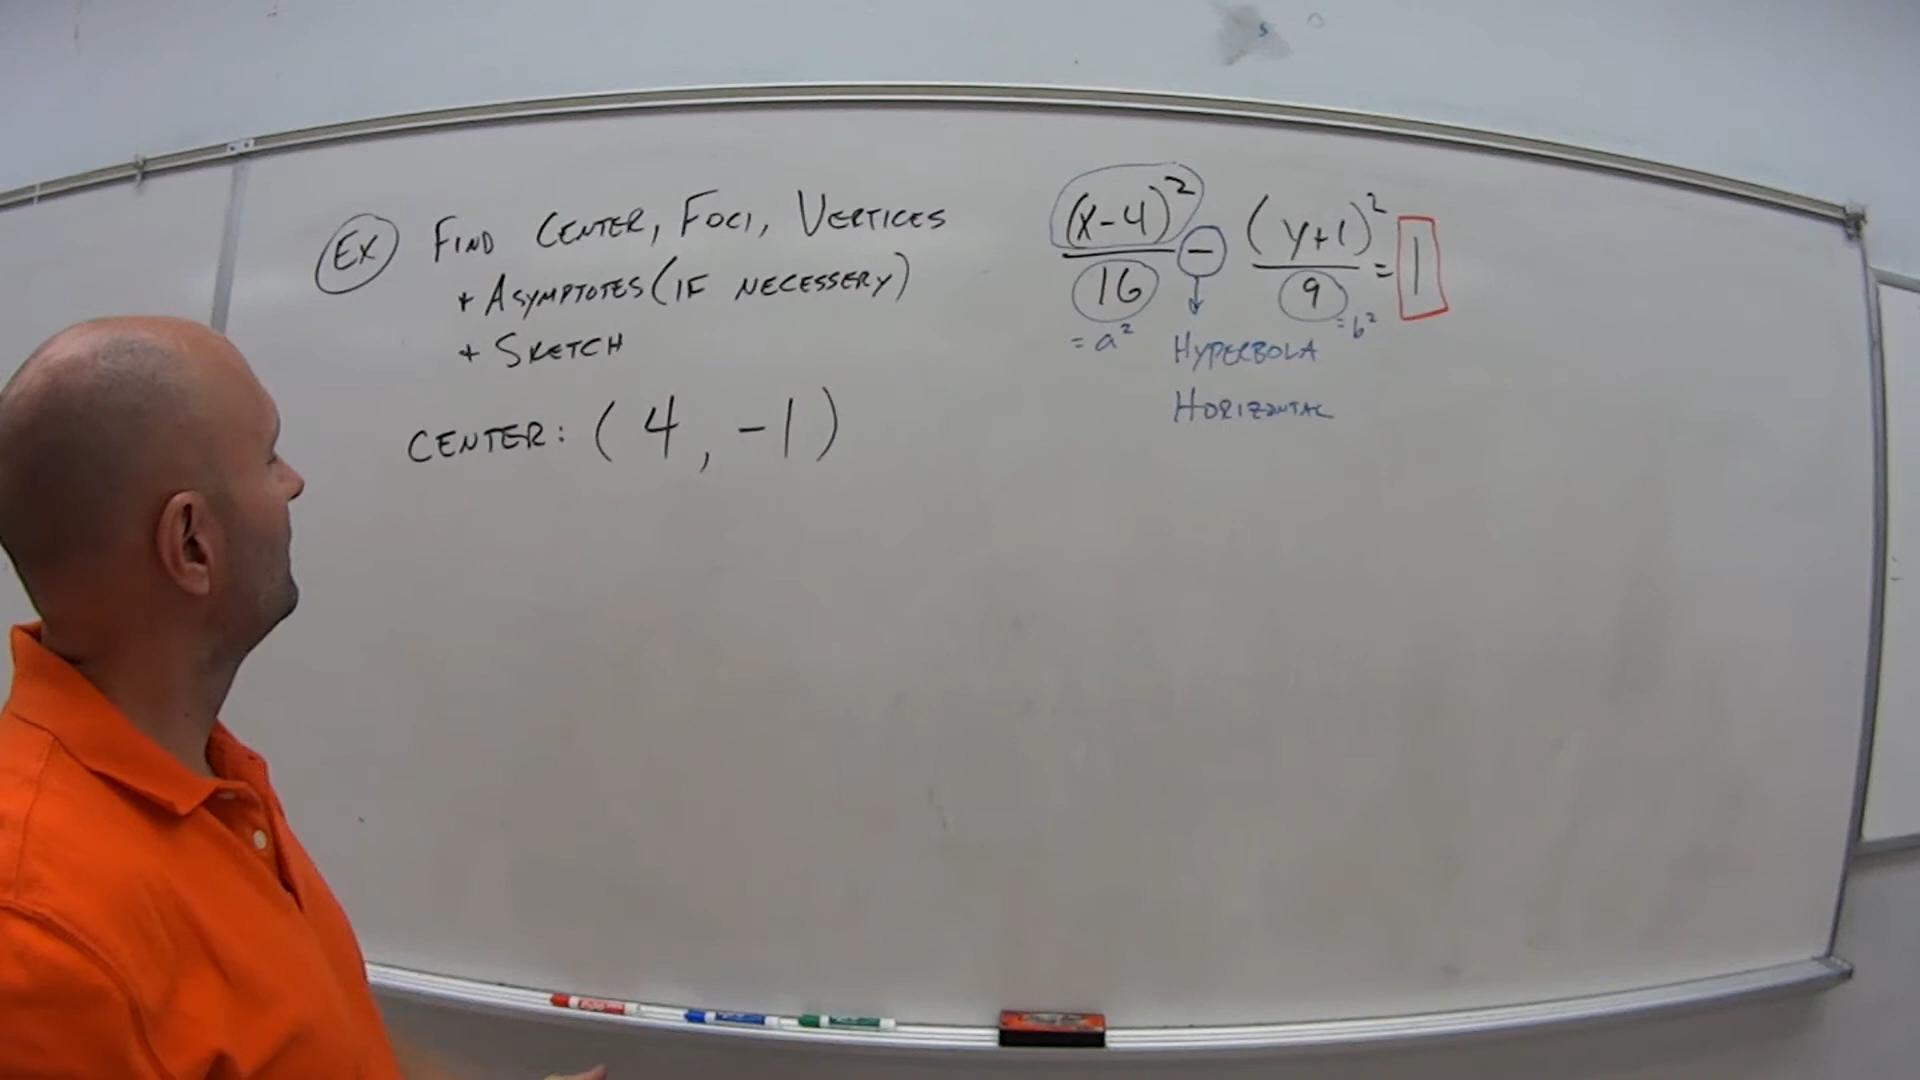 EX FIND CENTER, FOCI, VERTICES
+ ASYMPTOTES (IF NECESSERY)
+ SKETCH
CENTER: (4, -1)
(x-4)² / 16 - (y+1)² / 9 = 1
= a² = b²
HYPERBOLA
HORIZONTAL